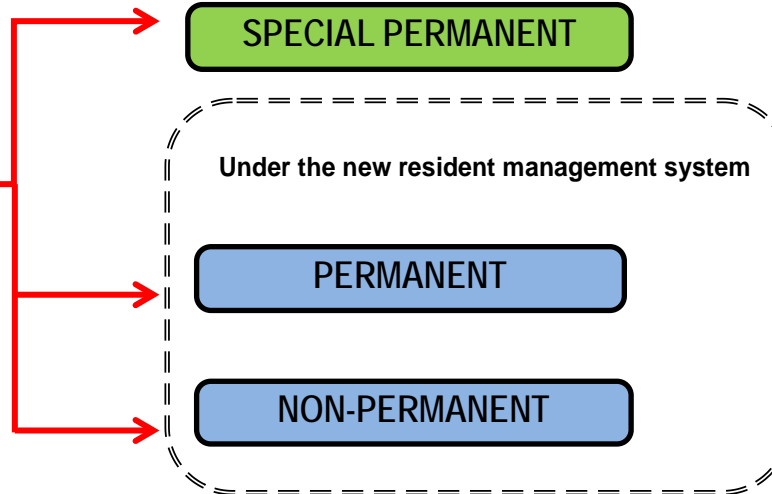 SPECIAL PERMANENT
Under the new resident management system
PERMANENT
NON-PERMANENT